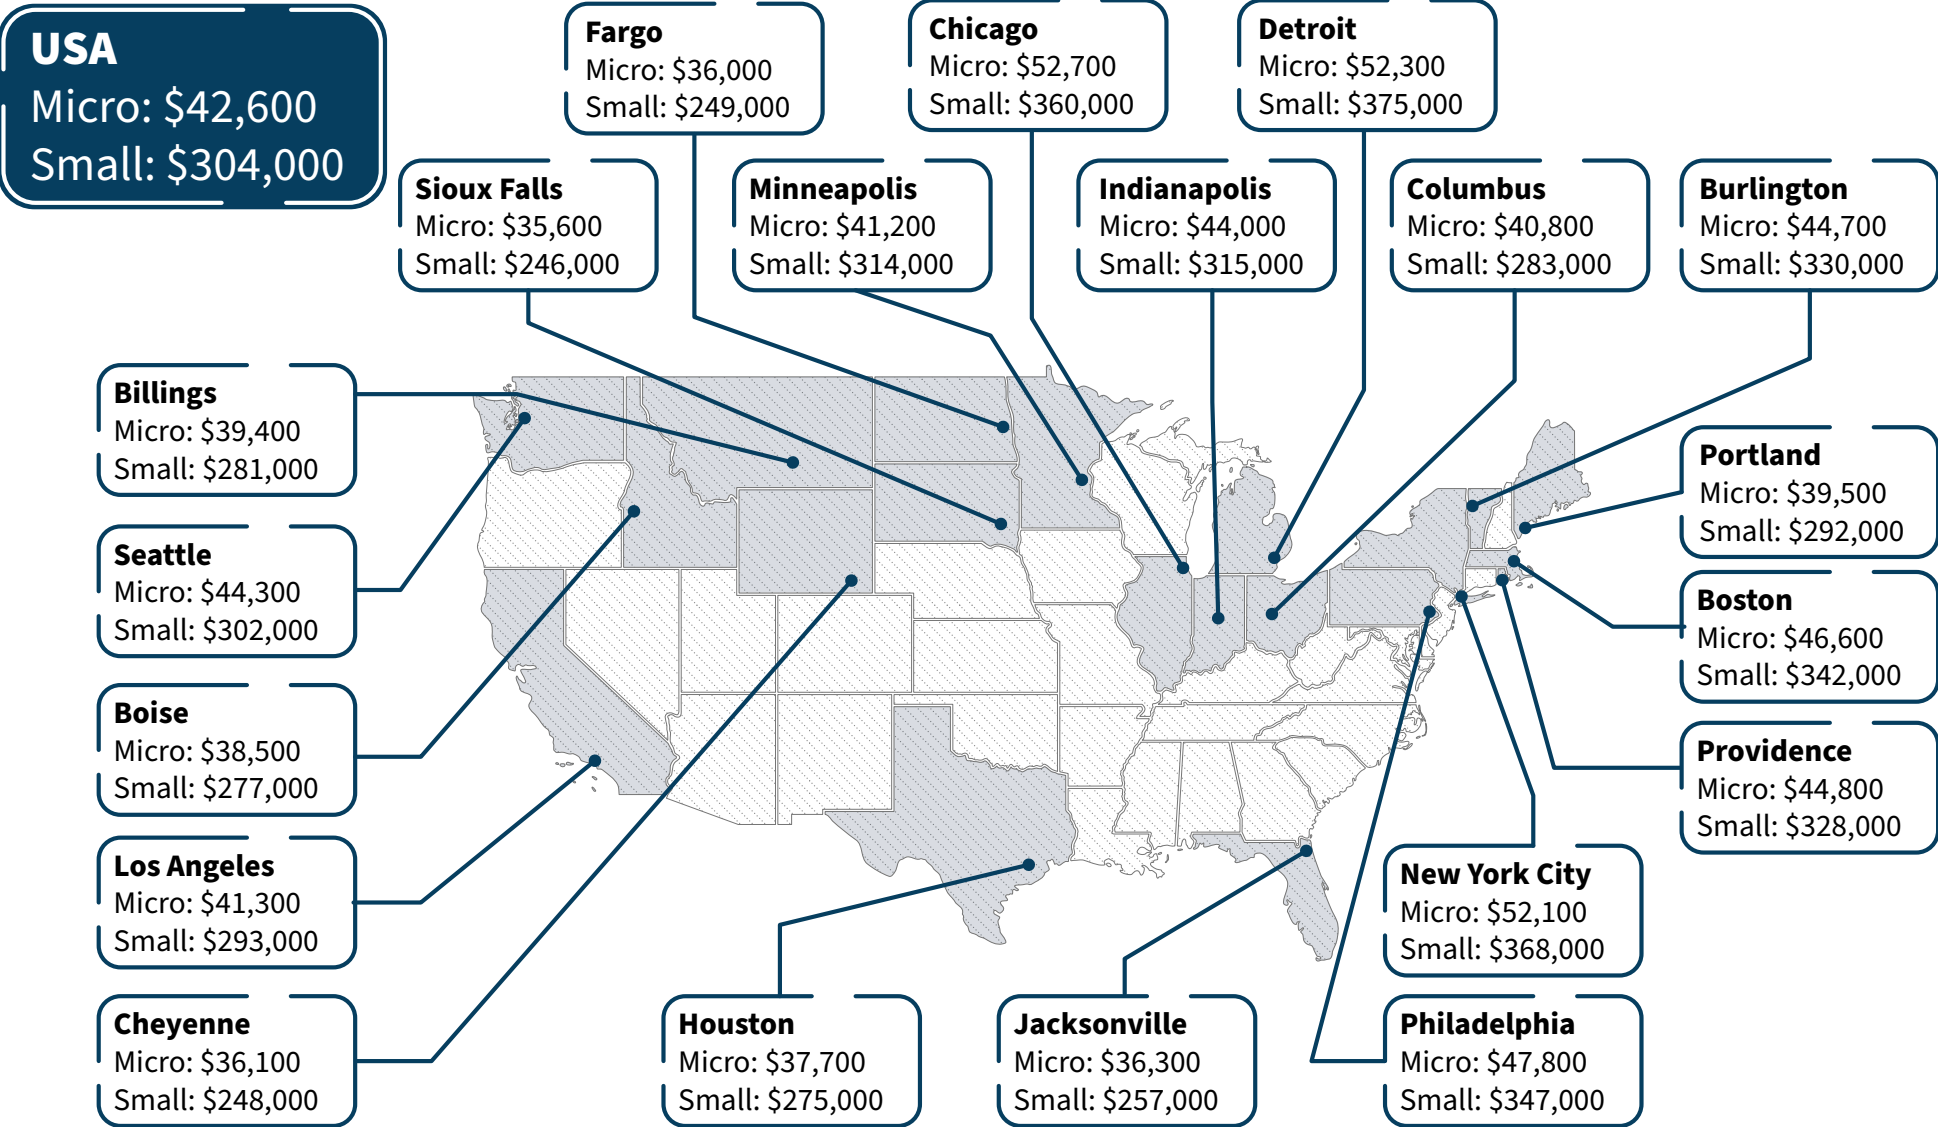 USA
Micro: $42,600
Small: $304,000
Fargo
Micro: $36,000
Small: $249,000
Chicago
Micro: $52,700
Small: $360,000
Detroit
Micro: $52,300
Small: $375,000
Sioux Falls
Micro: $35,600
Small: $246,000
Minneapolis
Micro: $41,200
Small: $314,000
Indianapolis
Micro: $44,000
Small: $315,000
Columbus
Micro: $40,800
Small: $283,000
Burlington
Micro: $44,700
Small: $330,000
Billings
Micro: $39,400
Small: $281,000
Portland
Micro: $39,500
Small: $292,000
Seattle
Micro: $44,300
Small: $302,000
Boston
Micro: $46,600
Small: $342,000
Boise
Micro: $38,500
Small: $277,000
Providence
Micro: $44,800
Small: $328,000
Los Angeles
Micro: $41,300
Small: $293,000
New York City
Micro: $52,100
Small: $368,000
Cheyenne
Micro: $36,100
Small: $248,000
Houston
Micro: $37,700
Small: $275,000
Jacksonville
Micro: $36,300
Small: $257,000
Philadelphia
Micro: $47,800
Small: $347,000